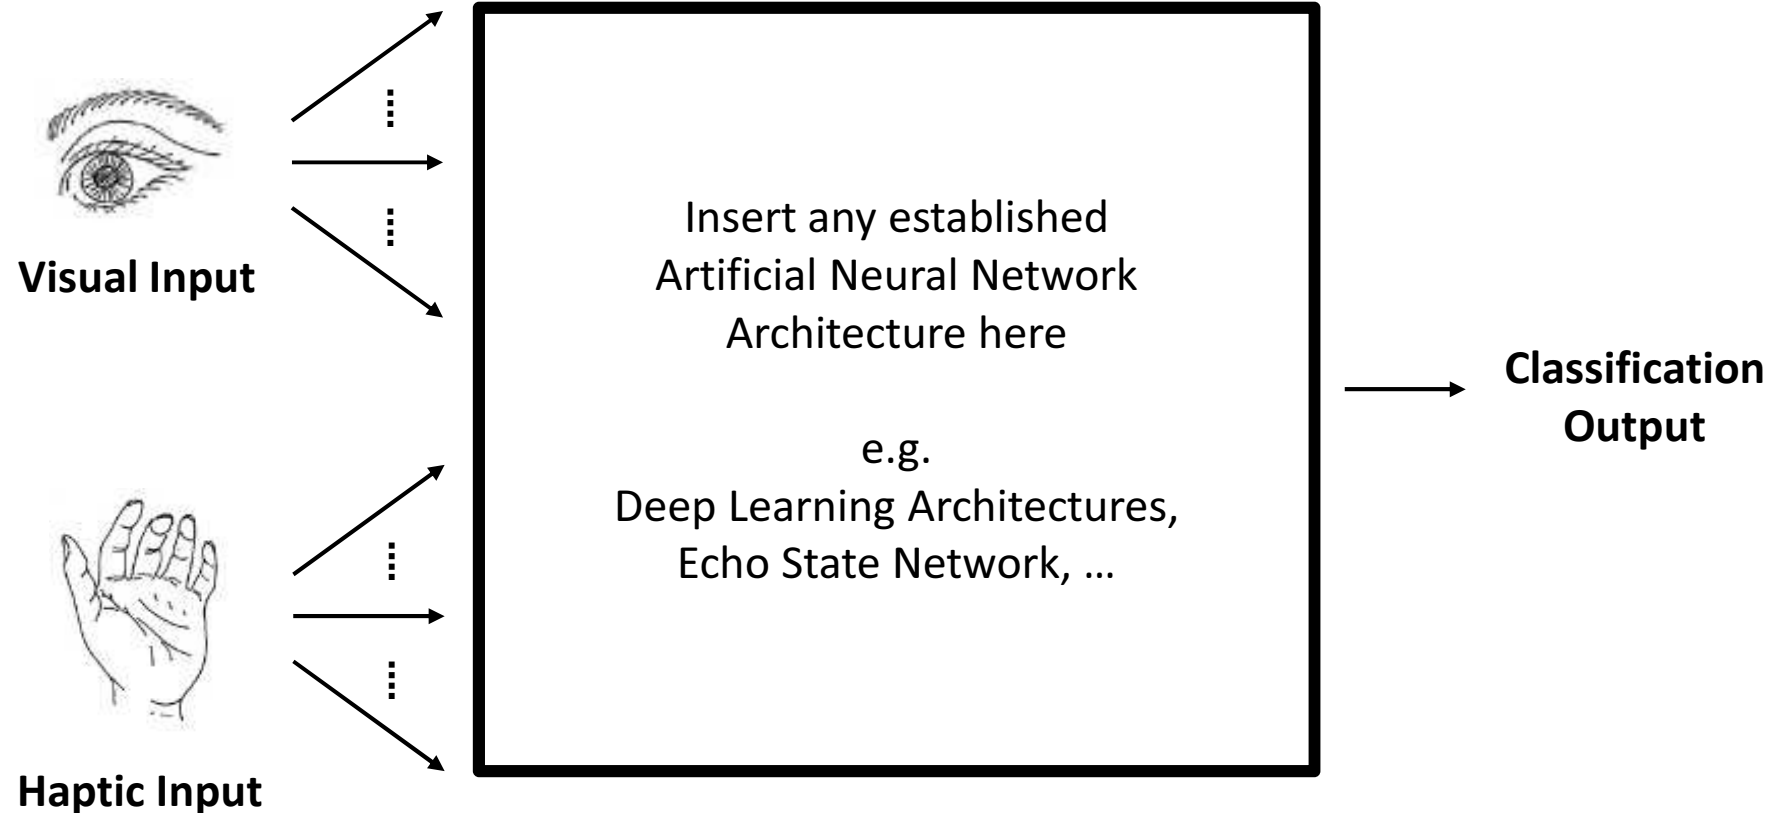 Visual Input
Haptic Input
Insert any established
Artificial Neural Network
Architecture here
e.g.
Deep Learning Architectures,
Echo State Network, ...
Classification
Output